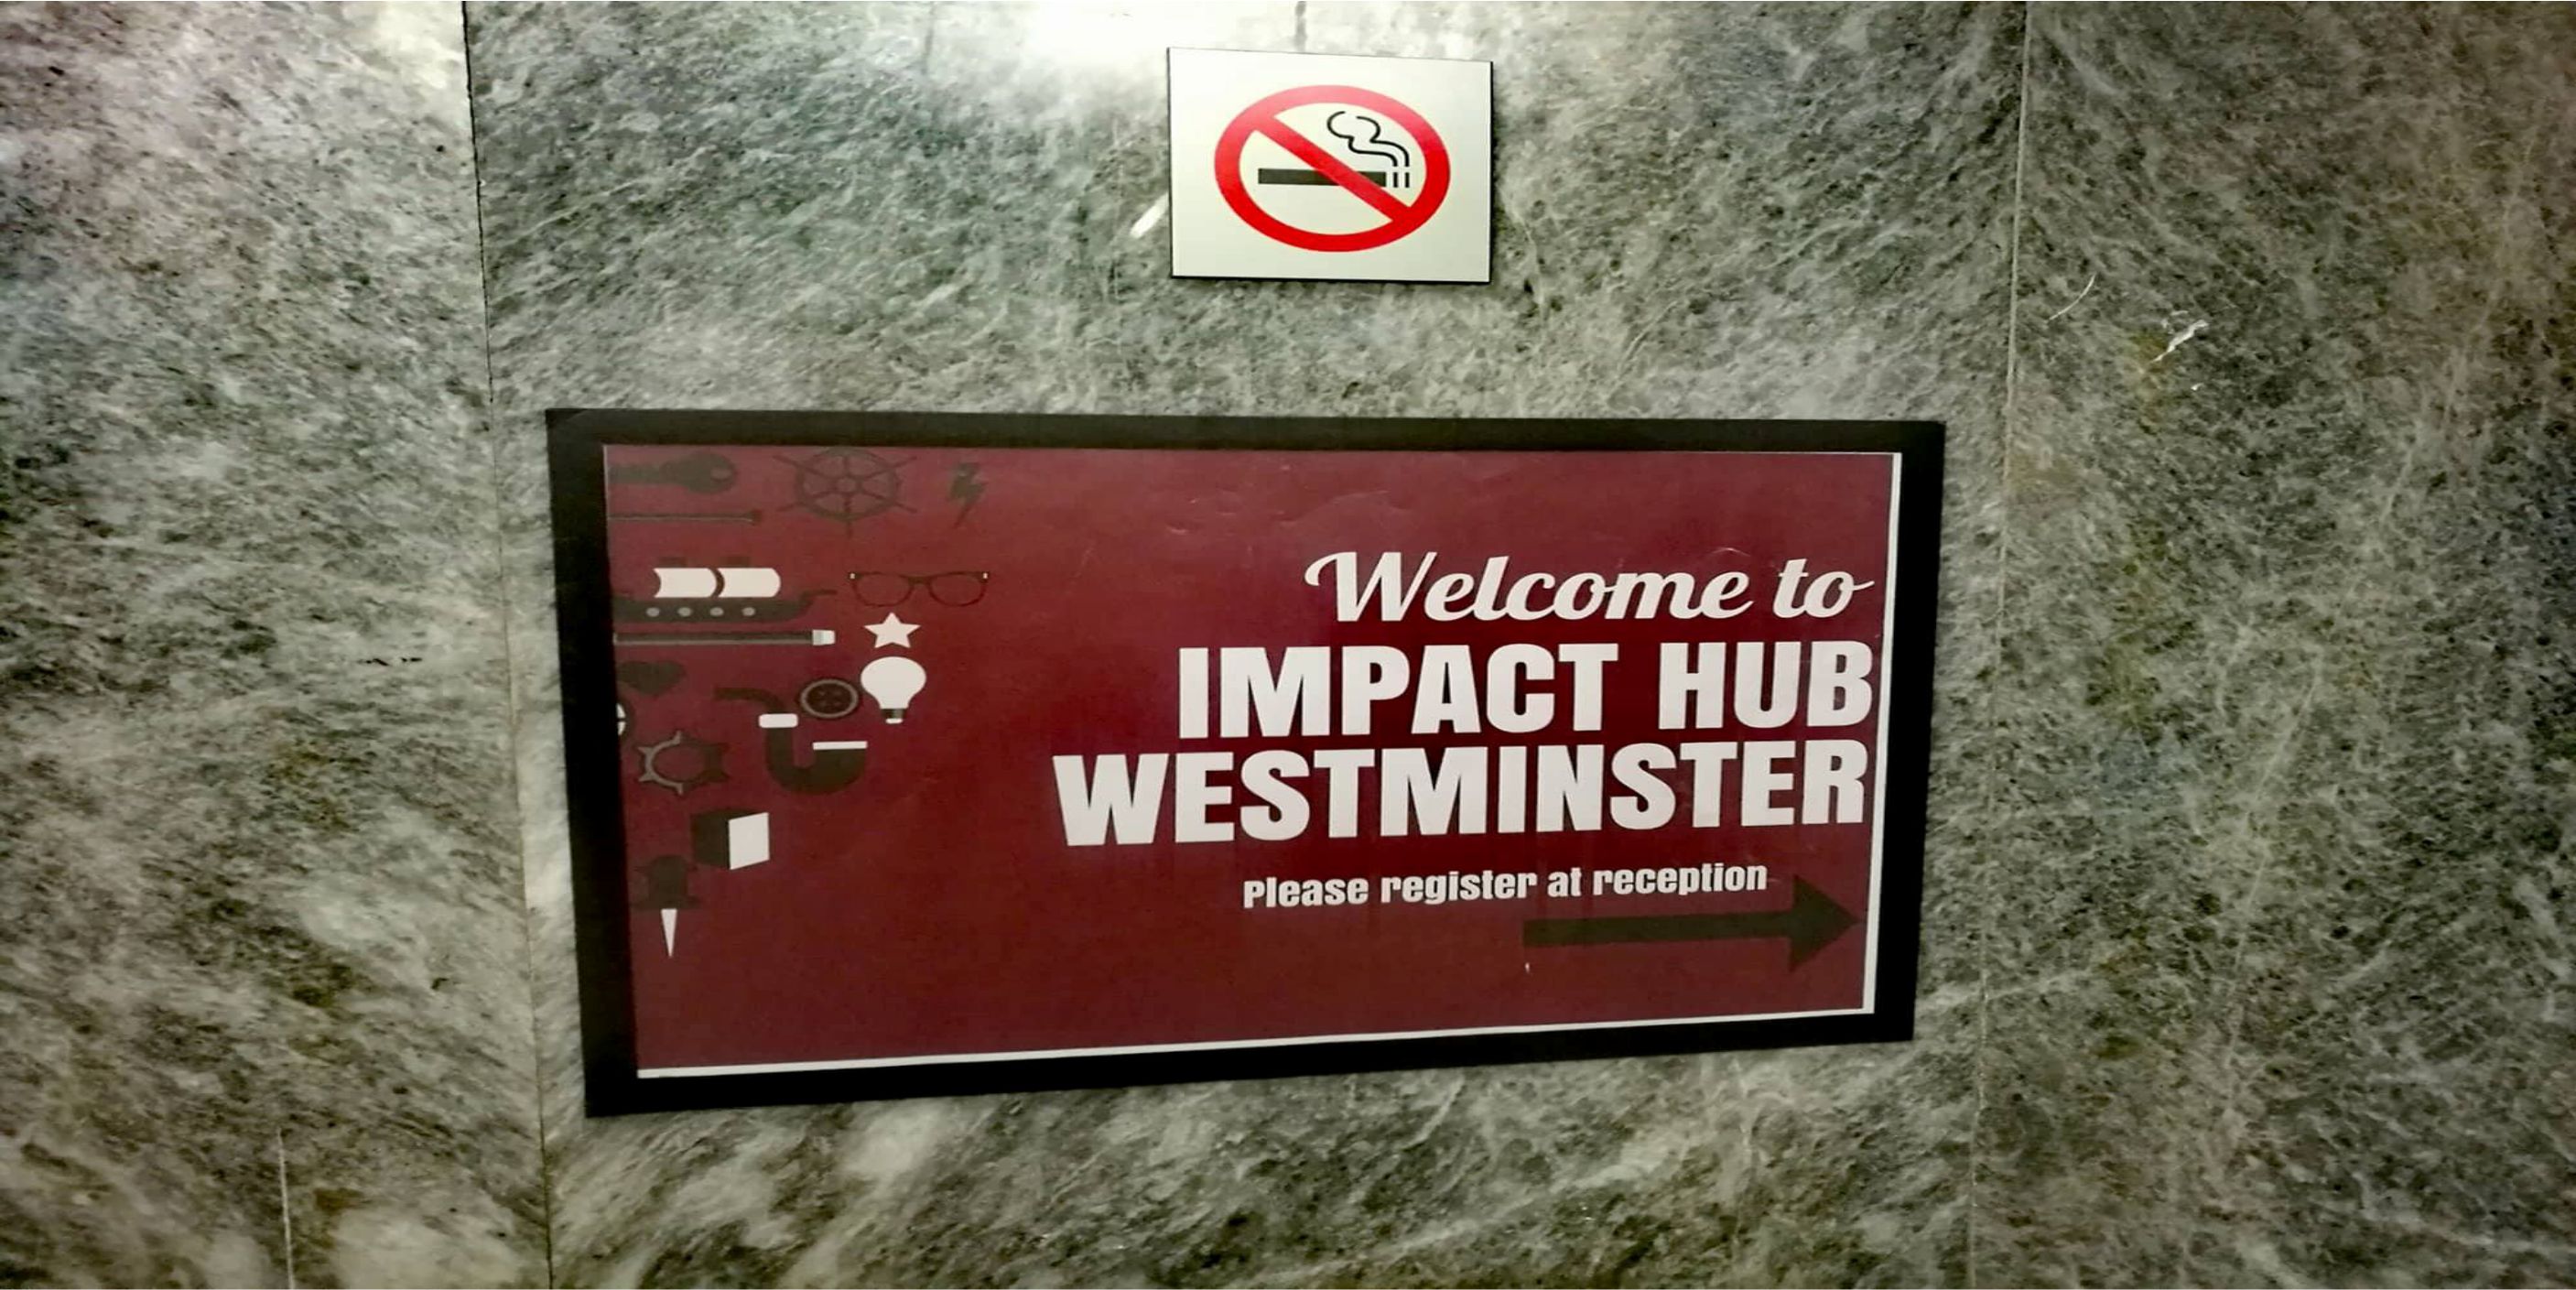 Welcome to
IMPACT HUB
WESTMINSTER
Please register at reception